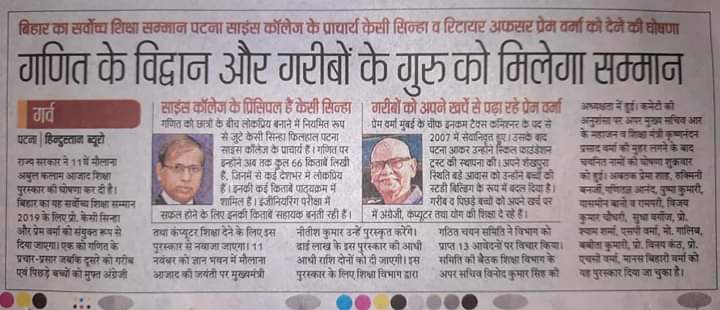 बिहार का सर्वोच्च शिक्षा सम्मान पटना साइंस कॉलेज के प्राचार्य केसी सिन्हा व रिटायर अफसर प्रेम वर्मा को देने की घोषणा
गणित के विद्वान और गरीबों के गुरु को मिलेगा सम्मान
गर्व
पटना | हिन्दुस्तान ब्यूरो
राज्य सरकार ने 11वें मौलाना
अबुल कलाम आजाद शिक्षा
पुरस्कार की घोषणा कर दी है।
बिहार का यह सर्वोच्च शिक्षा सम्मान
2019 के लिए प्रो. केसी सिन्हा
और प्रेम वर्मा को संयुक्त रूप से
दिया जाएगा। एक को गणित के
प्रचार-प्रसार जबकि दूसरे को गरीब
एवं पिछड़े बच्चों को मुफ्त अंग्रेजी
साइंस कॉलेज के प्रिंसिपल हैं केसी सिन्हा
गणित को छात्रों के बीच लोकप्रिय बनाने में नियमित रूप
से जुटे केसी सिन्हा फिलहाल पटना
साइंस कॉलेज के प्राचार्य हैं। गणित पर
इन्होंने अब तक कुल 66 किताबें लिखी
हैं, जिनमें से कई देशभर में लोकप्रिय
हैं। इनकी कई किताबें पाठ्यक्रम में
शामिल हैं। इंजीनियरिंग परीक्षा में
सफल होने के लिए इनकी किताबें सहायक बनती रही हैं।
गरीबों को अपने खर्चे से पढ़ा रहे प्रेम वर्मा
प्रेम वर्मा मुंबई के चीफ इनकम टैक्स कमिश्नर के पद से
2007 में सेवानिवृत्त हुए। उसके बाद
पटना आकर उन्होंने स्किल फाउंडेशन
ट्रस्ट की स्थापना की। अपने शेखपुरा
स्थित बड़े आवास को उन्होंने बच्चों की
स्टडी बिल्डिंग के रूप में बदल दिया है।
गरीब व पिछड़े बच्चों को अपने खर्च पर
में अंग्रेजी, कंप्यूटर तथा योग की शिक्षा दे रहे हैं।
तथा कंप्यूटर शिक्षा देने के लिए इस
पुरस्कार से नवाजा जाएगा। 11
नवंबर को ज्ञान भवन में मौलाना
आजाद की जयंती पर मुख्यमंत्री
नीतीश कुमार उन्हें पुरस्कृत करेंगे।
ढाई लाख के इस पुरस्कार की आधी
आधी राशि दोनों को दी जाएगी। इस
पुरस्कार के लिए शिक्षा विभाग द्वारा
गठित चयन समिति ने विभाग को
प्राप्त 13 आवेदनों पर विचार किया।
समिति की बैठक शिक्षा विभाग के
अपर सचिव विनोद कुमार सिंह की
अध्यक्षता में हुई। कमेटी की
अनुशंसा पर अपर मुख्य सचिव आर
के महाजन व शिक्षा मंत्री कृष्णनंदन
प्रसाद वर्मा की मुहर लगने के बाद
चयनित नामों की घोषणा शुक्रवार
को हुई। अबतक प्रेमा शाह, रुक्मिनी
बनर्जी, गणितज्ञ आनंद, पुष्पा कुमारी,
यासमीन बानो व रामपरी, विजय
कुमार चौधरी, सुधा वर्गीज, प्रो.
श्याम शर्मा, एसपी वर्मा, मो. गालिब,
बबीता कुमारी, प्रो. विनय कंठ, प्रो.
एचसी वर्मा, मानस बिहारी वर्मा को
यह पुरस्कार दिया जा चुका है।